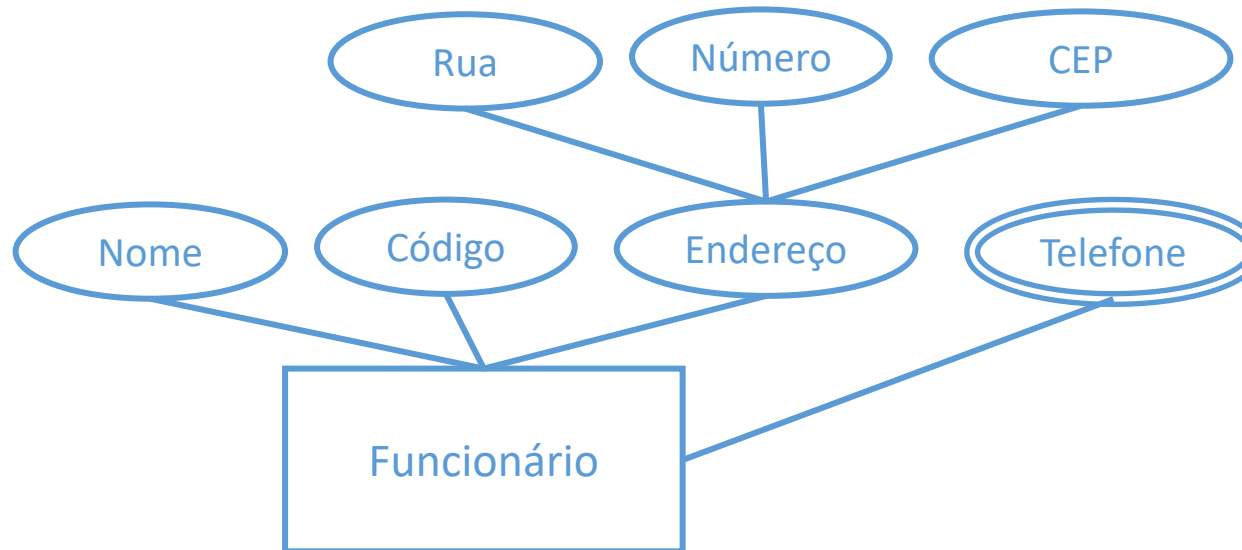 Rua
Número
CEP
Nome
Código
Endereço
Telefone
Funcionário